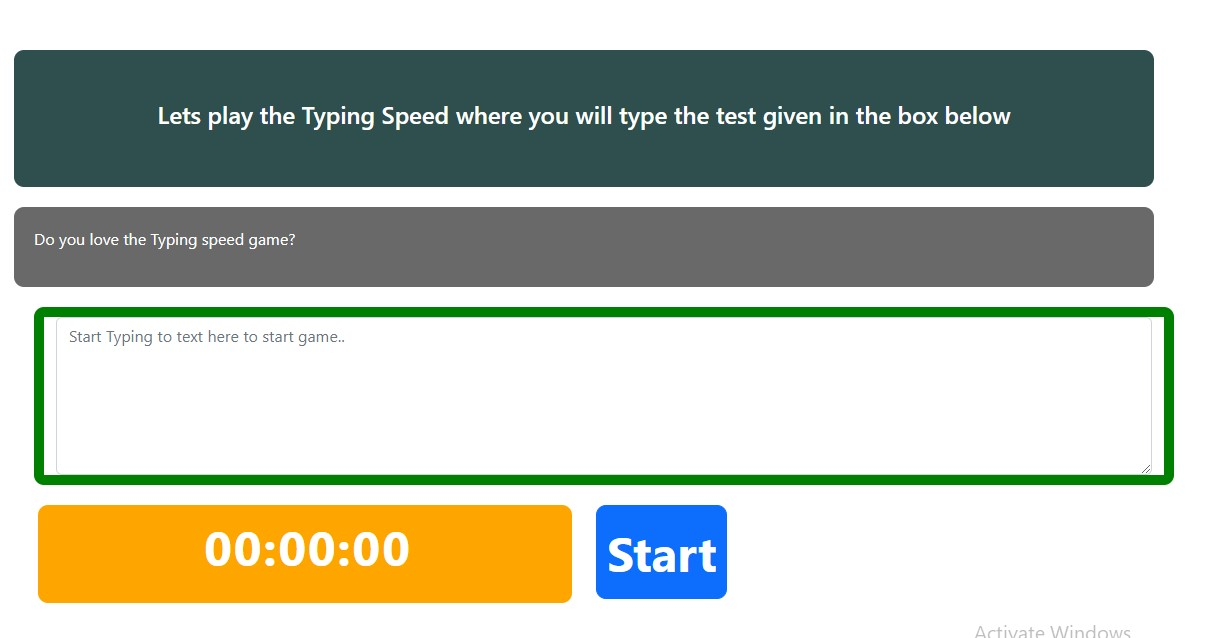 Lets play the Typing Speed where you will type the test given in the box below
Do you love the Typing speed game?
Start Typing to text here to start game..
00:00:00
Start
Activate Windows